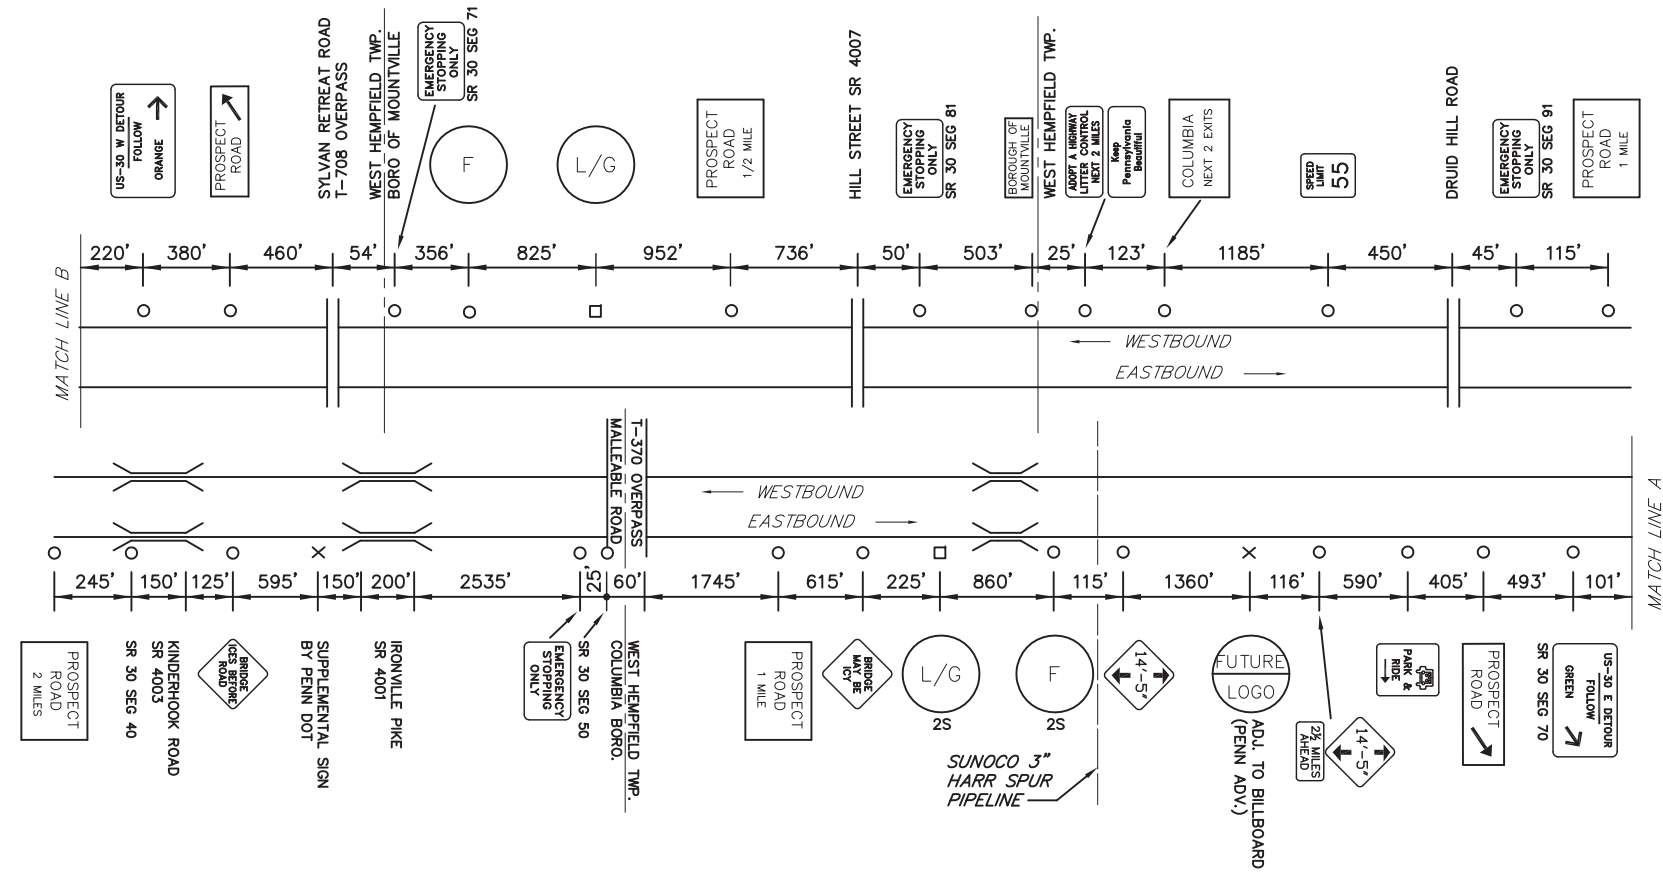 US-30 W DETOUR
FOLLOW
ORANGE
PROSPECT
ROAD
SYLVAN RETREAT ROAD
T-708 OVERPASS
WEST HEMPFIELD TWP.
BORO OF MOUNTVILLE
EMERGENCY
STOPPING
ONLY
SR 30 SEG 71
F
L/G
PROSPECT
ROAD
1/2 MILE
HILL STREET SR 4007
EMERGENCY
STOPPING
ONLY
SR 30 SEG 81
BOROUGH OF
MOUNTVILLE
WEST HEMPFIELD TWP.
ADOPT A HIGHWAY
LITTER CONTROL
NEXT 2 MILES
Keep
Pennsylvania
Beautiful
COLUMBIA
NEXT 2 EXITS
SPEED
LIMIT
55
DRUID HILL ROAD
EMERGENCY
STOPPING
ONLY
SR 30 SEG 91
PROSPECT
ROAD
1 MILE
220' 380' 460' 54' 356' 825' 952' 736' 50' 503' 25' 123' 1185' 450' 45' 115'
MATCH LINE B
WESTBOUND
EASTBOUND
MALLEABLE ROAD
T-370 OVERPASS
WESTBOUND
EASTBOUND
MATCH LINE A
245' 150' 125' 595' 150' 200' 2535' 25' 60' 1745' 615' 225' 860' 115' 1360' 116' 590' 405' 493' 101'
PROSPECT
ROAD
2 MILES
KINDERHOOK ROAD
SR 4003
SR 30 SEG 40
BRIDGE
ICES BEFORE
ROAD
SUPPLEMENTAL SIGN
BY PENN DOT
IRONVILLE PIKE
SR 4001
EMERGENCY
STOPPING
ONLY
SR 30 SEG 50
WEST HEMPFIELD TWP.
COLUMBIA BORO.
PROSPECT
ROAD
1 MILE
BRIDGE
MAY BE
ICY
L/G
2S
F
2S
14'-5"
SUNOCO 3"
HARR SPUR
PIPELINE
FUTURE
LOGO
ADJ. TO BILLBOARD
(PENN ADV.)
14'-5"
2½ MILES
AHEAD
PARK &
RIDE
PROSPECT
ROAD
US-30 E DETOUR
FOLLOW
GREEN
SR 30 SEG 70